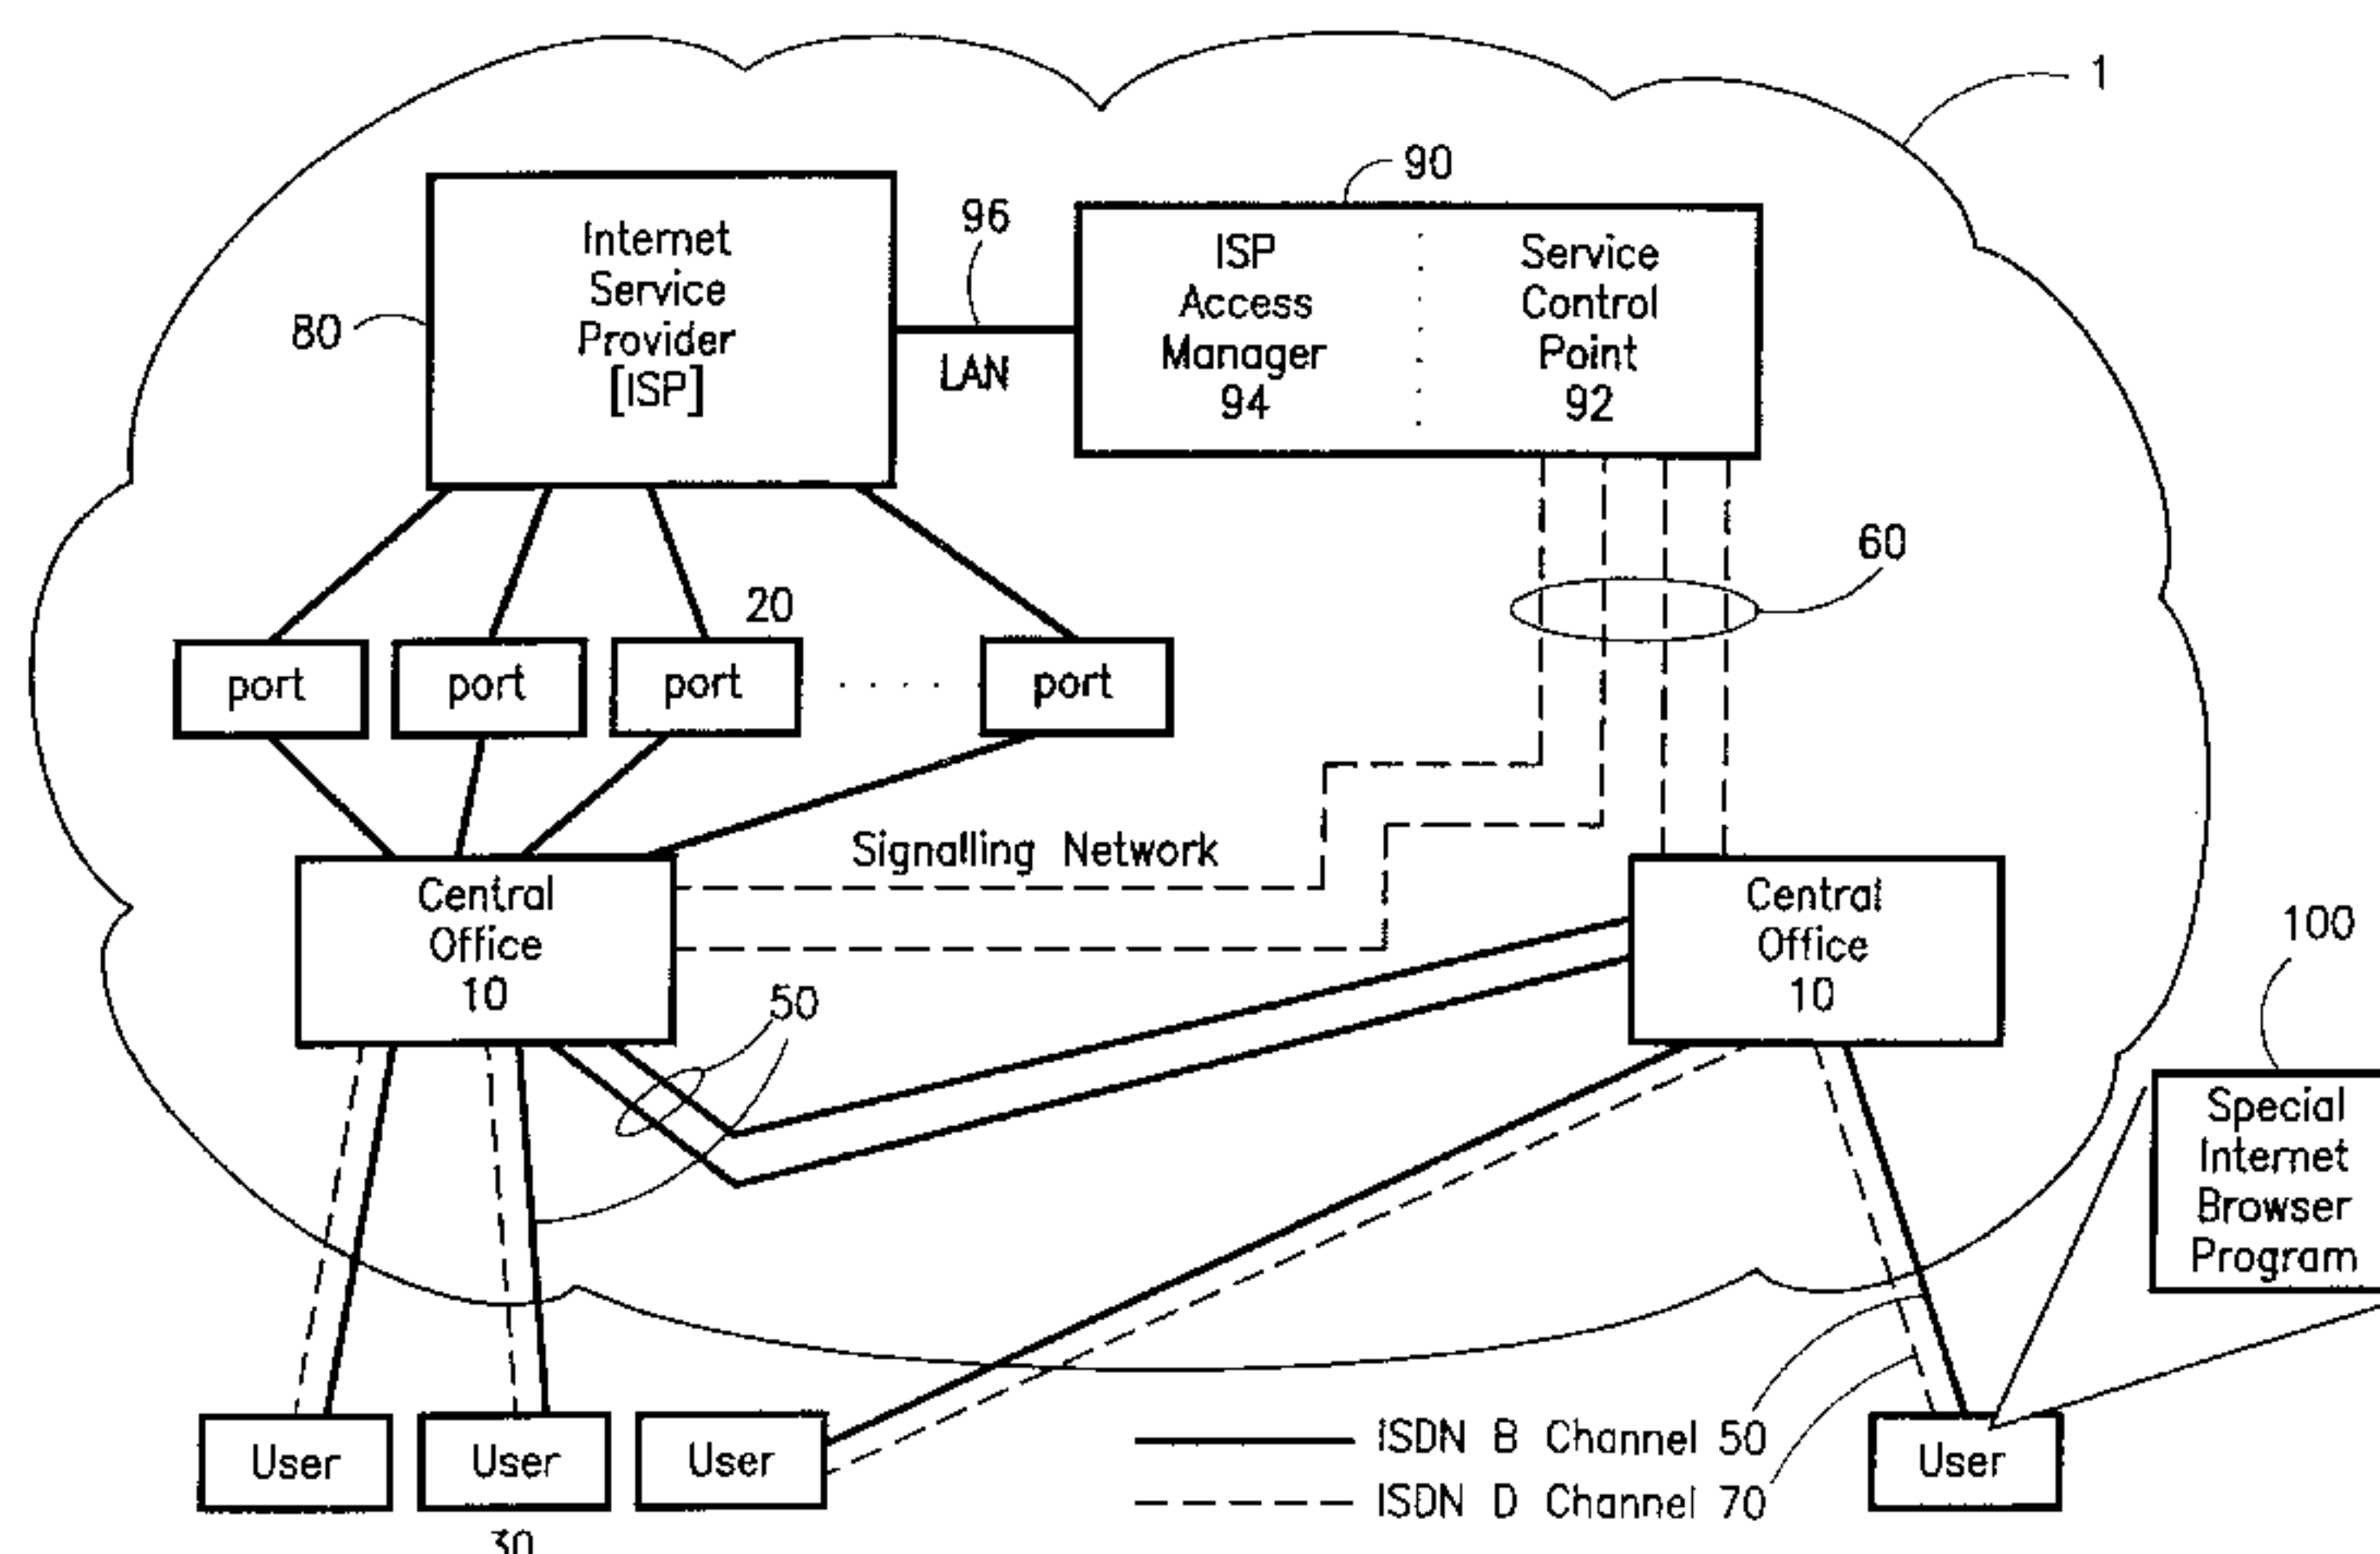 1
90
96
Internet
Service
Provider
[ISP]
80
LAN
ISP
Access
Manager
94
Service
Control
Point
92
60
20
port
port
port
port
Signalling Network
Central
Office
10
Central
Office
10
50
100
Special
Internet
Browser
Program
User
User
User
User
ISDN B Channel 50
ISDN D Channel 70
30